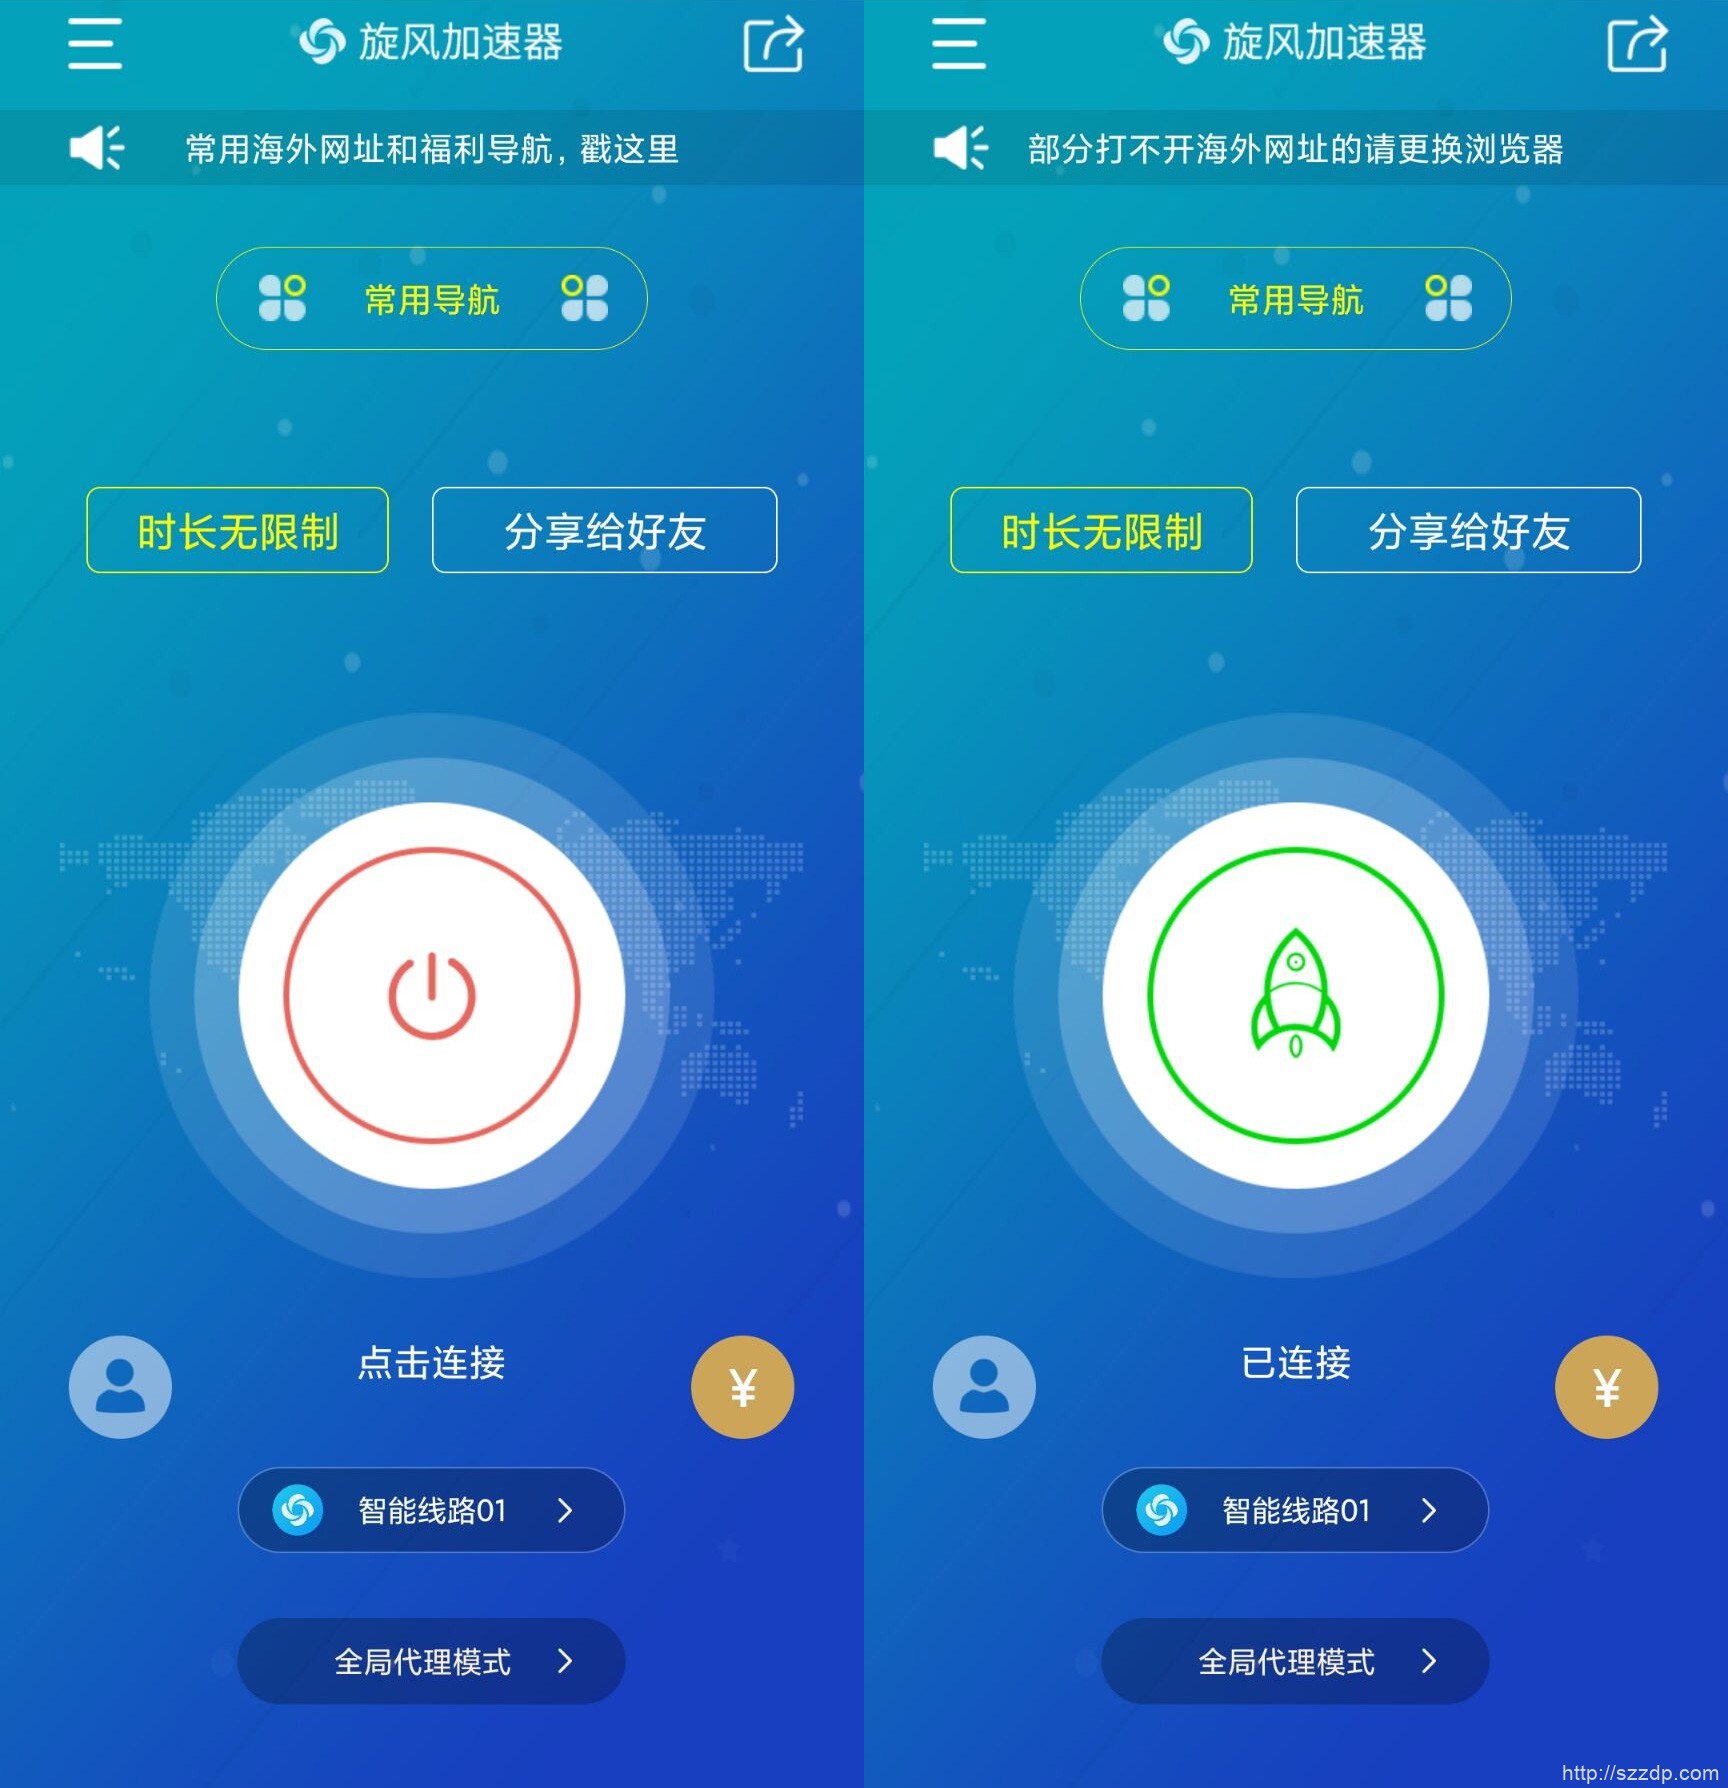 旋风加速器
常用海外网址和福利导航，戳这里
常用导航
时长无限制
分享给好友
点击连接
¥
智能线路01
全局代理模式
旋风加速器
部分打不开海外网址的请更换浏览器
常用导航
时长无限制
分享给好友
已连接
¥
智能线路01
全局代理模式
http://szzdp.com